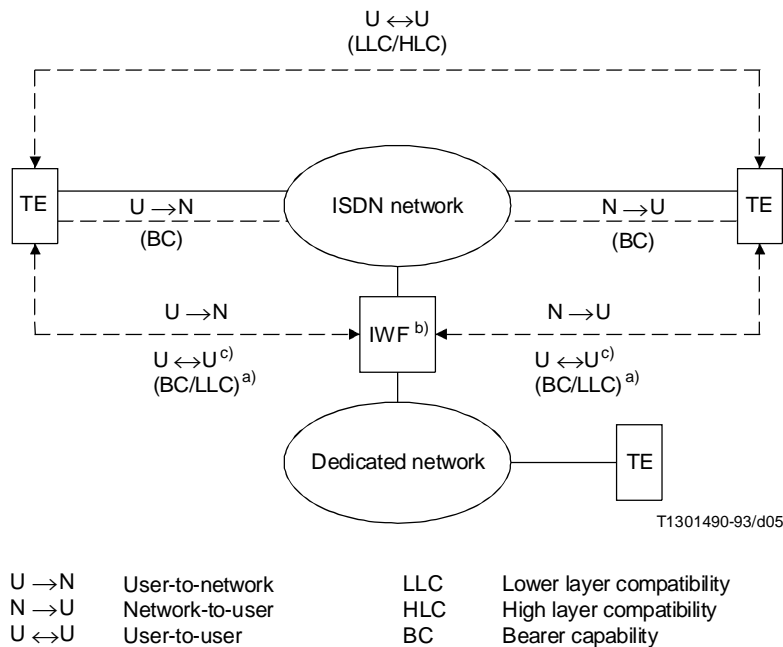 U ↔ U
(LLC/HLC)
TE
U → N
(BC)
ISDN network
N → U
(BC)
TE
U → N
U ↔ U c)
(BC/LLC) a)
IWF b)
N → U
U ↔ U c)
(BC/LLC) a)
Dedicated network
TE
T1301490-93/d05
U → N User-to-network LLC Lower layer compatibility
N → U Network-to-user HLC High layer compatibility
U ↔ U User-to-user BC Bearer capability